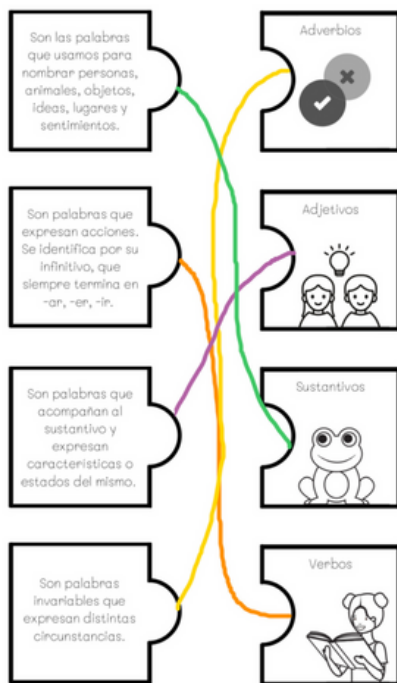 Son las palabras
que usamos para
nombrar personas,
animales, objetos,
ideas, lugares y
sentimientos.
Adverbios
Son palabras que
expresan acciones.
Se identifica por su
infinitivo, que
siempre termina en
-ar, -er, -ir.
Adjetivos
Son palabras que
acompañan al
sustantivo y
expresan
características o
estados del mismo.
Sustantivos
Son palabras
invariables que
expresan distintas
circunstancias.
Verbos